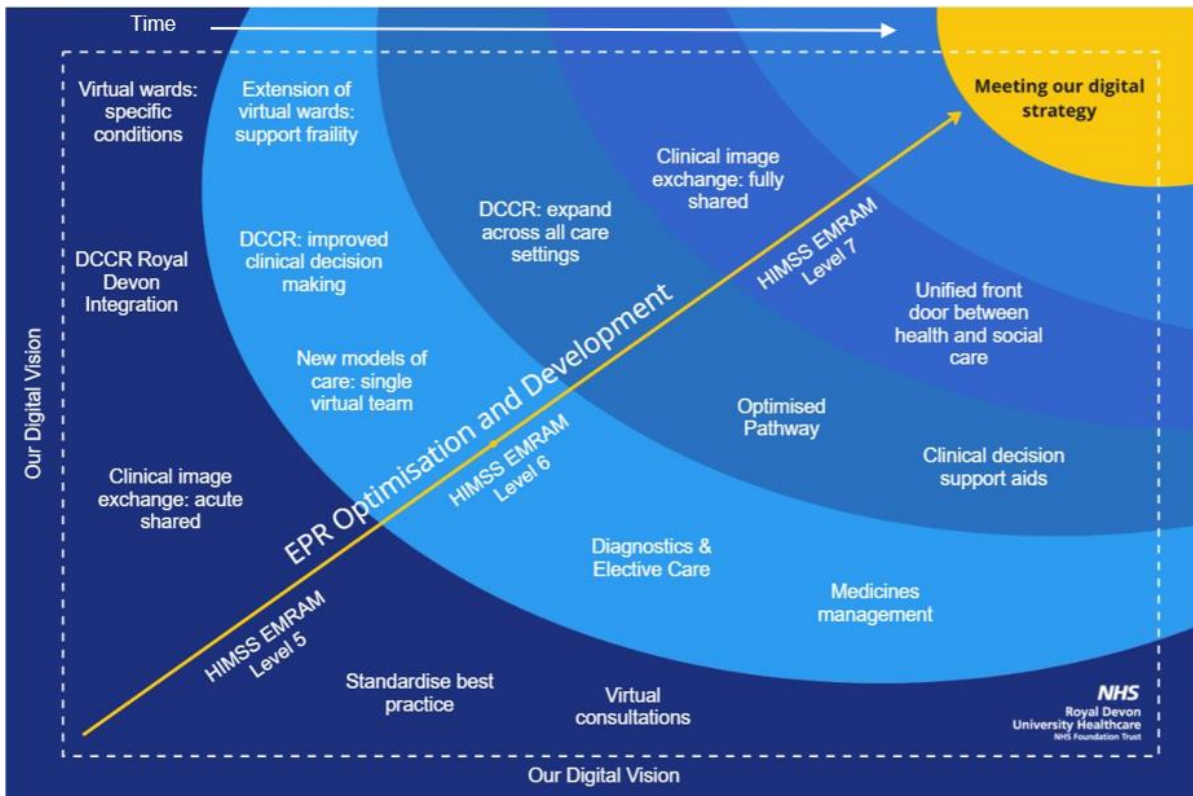 Time
Meeting our digital
strategy
Virtual wards:
specific
conditions
Extension of
virtual wards:
support fraility
Clinical image
exchange: fully
shared
DCCR: expand
across all care
settings
DCCR Royal
Devon
Integration
DCCR: improved
clinical decision
making
HIMSS EMRAM
Level 7
Unified front
door between
health and social
care
New models of
care: single
virtual team
EPR Optimisation and Development
Optimised
Pathway
Clinical decision
support aids
Our Digital Vision
Clinical image
exchange: acute
shared
HIMSS EMRAM
Level 6
Diagnostics &
Elective Care
Medicines
management
HIMSS EMRAM
Level 5
Standardise best
practice
Virtual
consultations
NHS
Royal Devon
University Healthcare
NHS Foundation Trust
Our Digital Vision